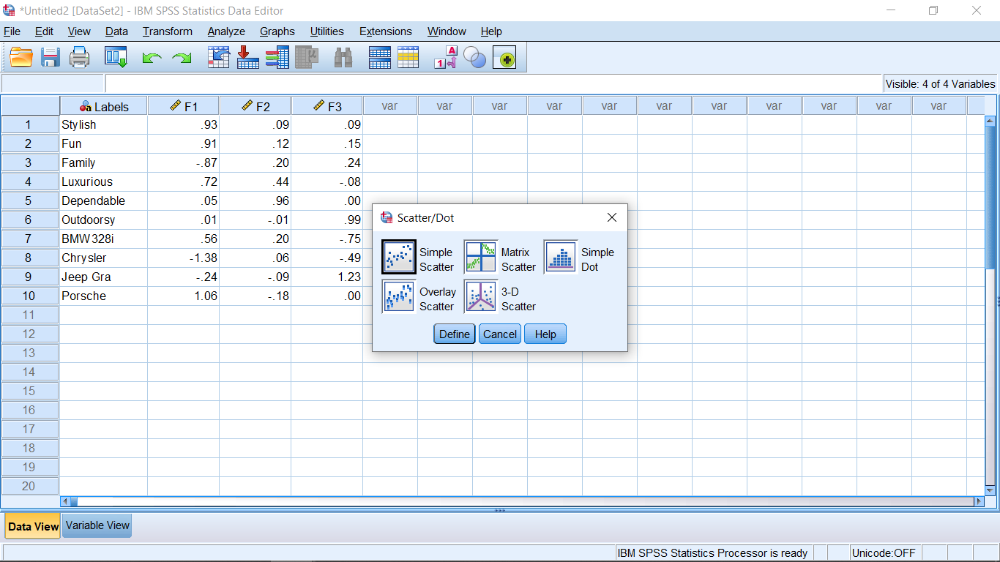 *Untitled2 [DataSet2] - IBM SPSS Statistics Data Editor
File Edit View Data Transform Analyze Graphs Utilities Extensions Window Help
Visible: 4 of 4 Variables
Labels F1 F2 F3 var var var var var var var var var var var
1 Stylish .93 .09 .09
2 Fun .91 .12 .15
3 Family -.87 .20 .24
4 Luxurious .72 .44 -.08
5 Dependable .05 .96 .00
6 Outdoorsy .01 -.01 .99
7 BMW328i .56 .20 -.75
8 Chrysler -1.38 .06 -.49
9 Jeep Gra -.24 -.09 1.23
10 Porsche 1.06 -.18 .00
11
12
13
14
15
16
17
18
19
20
Scatter/Dot
Simple Scatter
Matrix Scatter
Simple Dot
Overlay Scatter
3-D Scatter
Define Cancel Help
Data View Variable View
IBM SPSS Statistics Processor is ready Unicode:OFF